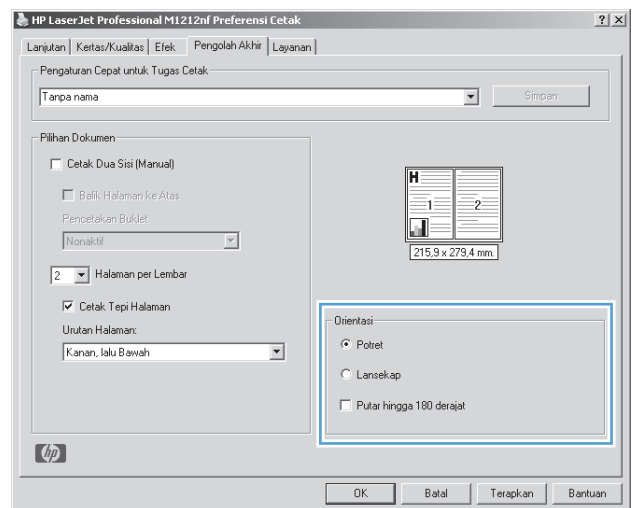 HP LaserJet Professional M1212nf Preferensi Cetak
? X
Lanjutan Kertas/Kualitas Efek Pengolah Akhir Layanan
Pengaturan Cepat untuk Tugas Cetak
Tanpa nama
Simpan
Pilihan Dokumen
Cetak Dua Sisi (Manual)
Balik Halaman ke Atas
Pencetakan Buklet
Nonaktif
2 Halaman per Lembar
Cetak Tepi Halaman
Urutan Halaman:
Kanan, lalu Bawah
H
1 2
215,9 x 279,4 mm.
Orientasi
Potret
Lansekap
Putar hingga 180 derajat
hp
OK Batal Terapkan Bantuan